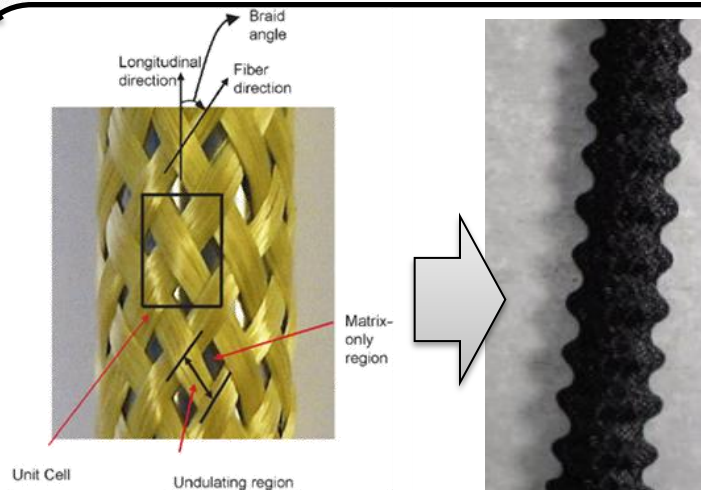 Braid
angle
Longitudinal
direction
Fiber
direction
Matrix-
only
region
Unit Cell
Undulating region